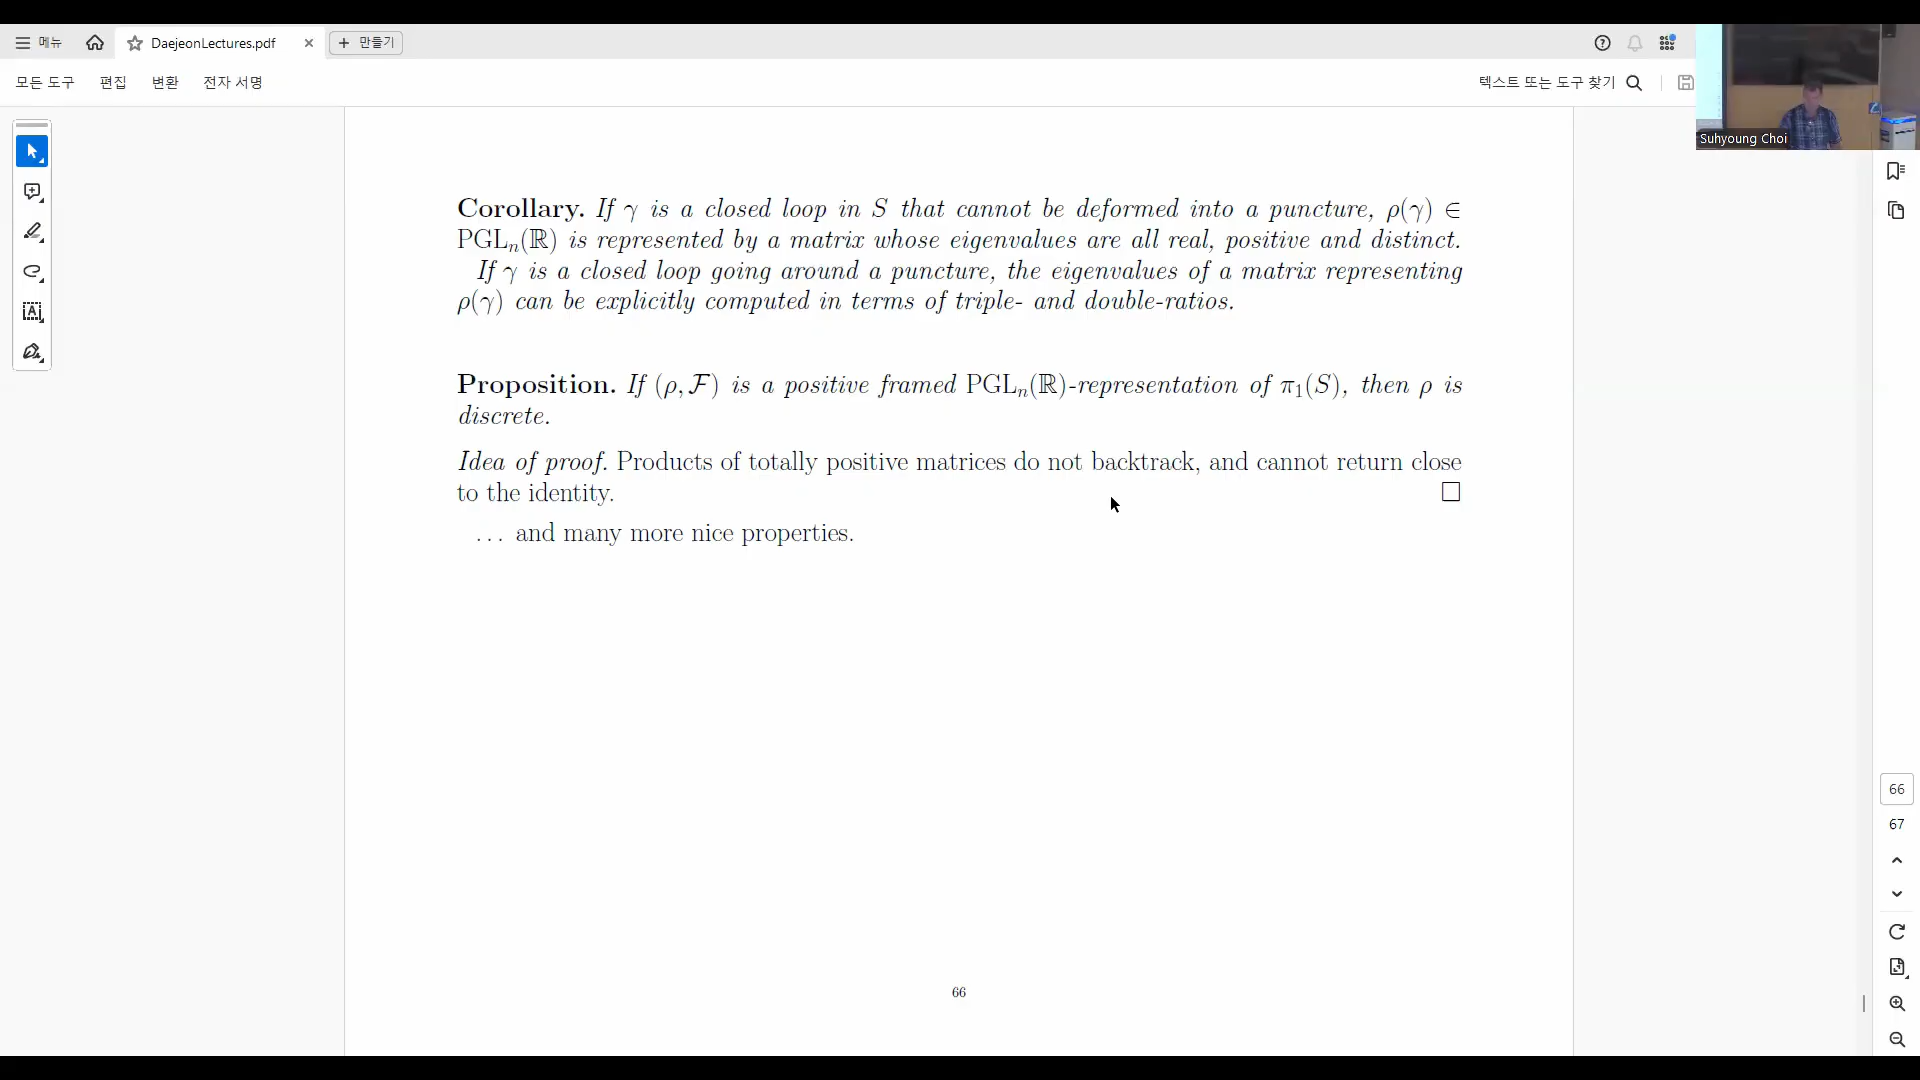 메뉴
DaejeonLectures.pdf
만들기
모든 도구 편집 변환 전자 서명
텍스트 또는 도구 찾기
Suhyoung Choi
Corollary. If γ is a closed loop in S that cannot be deformed into a puncture, ρ(γ) ∈
PGLₙ(ℝ) is represented by a matrix whose eigenvalues are all real, positive and distinct.
If γ is a closed loop going around a puncture, the eigenvalues of a matrix representing
ρ(γ) can be explicitly computed in terms of triple- and double-ratios.
Proposition. If (ρ, ℱ) is a positive framed PGLₙ(ℝ)-representation of π₁(S), then ρ is
discrete.
Idea of proof. Products of totally positive matrices do not backtrack, and cannot return close
to the identity. □
... and many more nice properties.
66
66
67